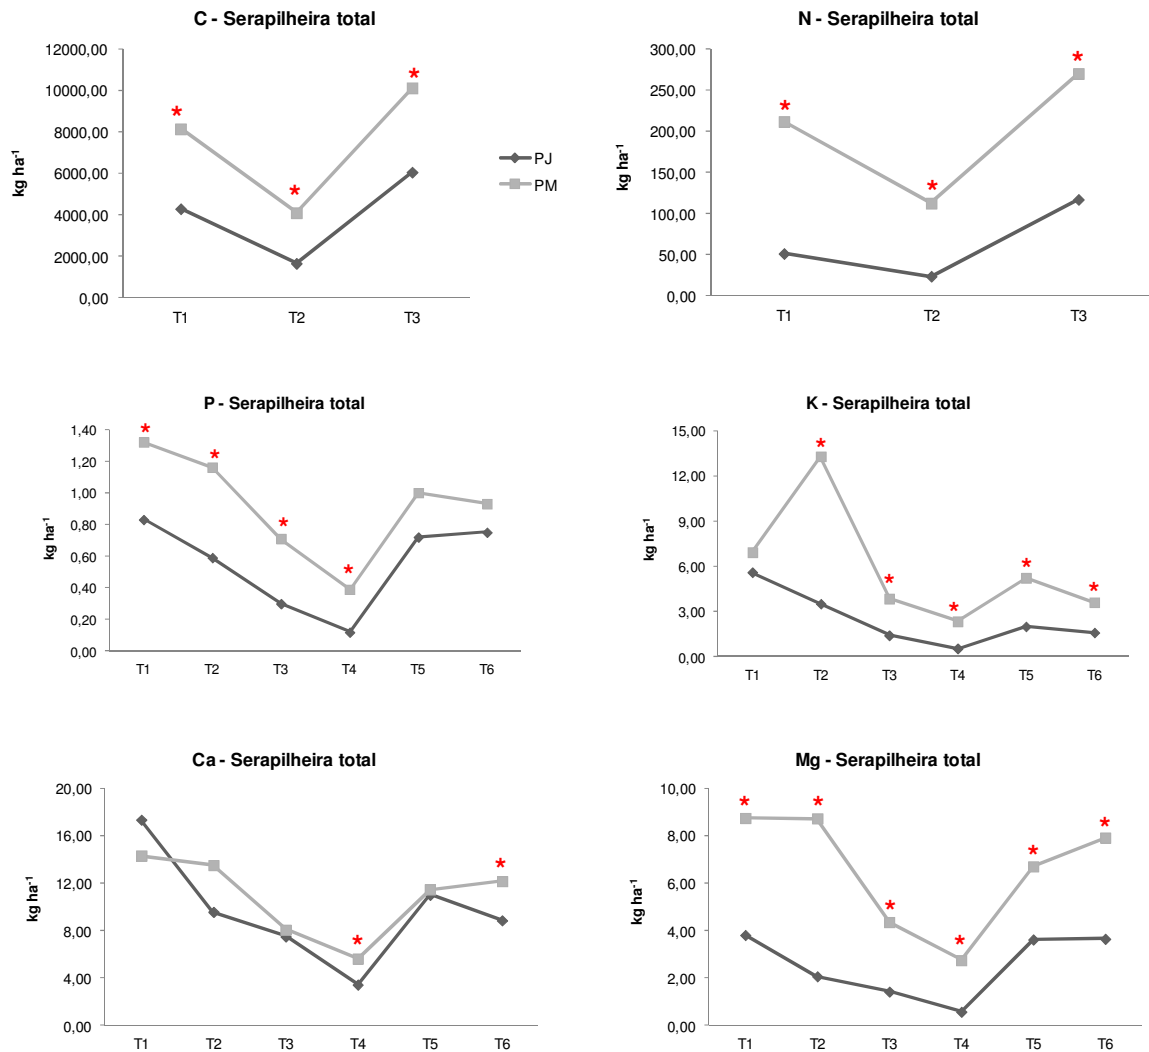 C - Serapilheira total
12000,00
10000,00
8000,00
6000,00
4000,00
2000,00
0,00
kg ha-1
T1 T2 T3
PJ
PM
N - Serapilheira total
300,00
250,00
200,00
150,00
100,00
50,00
0,00
kg ha-1
T1 T2 T3
P - Serapilheira total
1,40
1,20
1,00
0,80
0,60
0,40
0,20
0,00
kg ha-1
T1 T2 T3 T4 T5 T6
K - Serapilheira total
15,00
12,00
9,00
6,00
3,00
0,00
kg ha-1
T1 T2 T3 T4 T5 T6
Ca - Serapilheira total
20,00
16,00
12,00
8,00
4,00
0,00
kg ha-1
T1 T2 T3 T4 T5 T6
Mg - Serapilheira total
10,00
8,00
6,00
4,00
2,00
0,00
kg ha-1
T1 T2 T3 T4 T5 T6